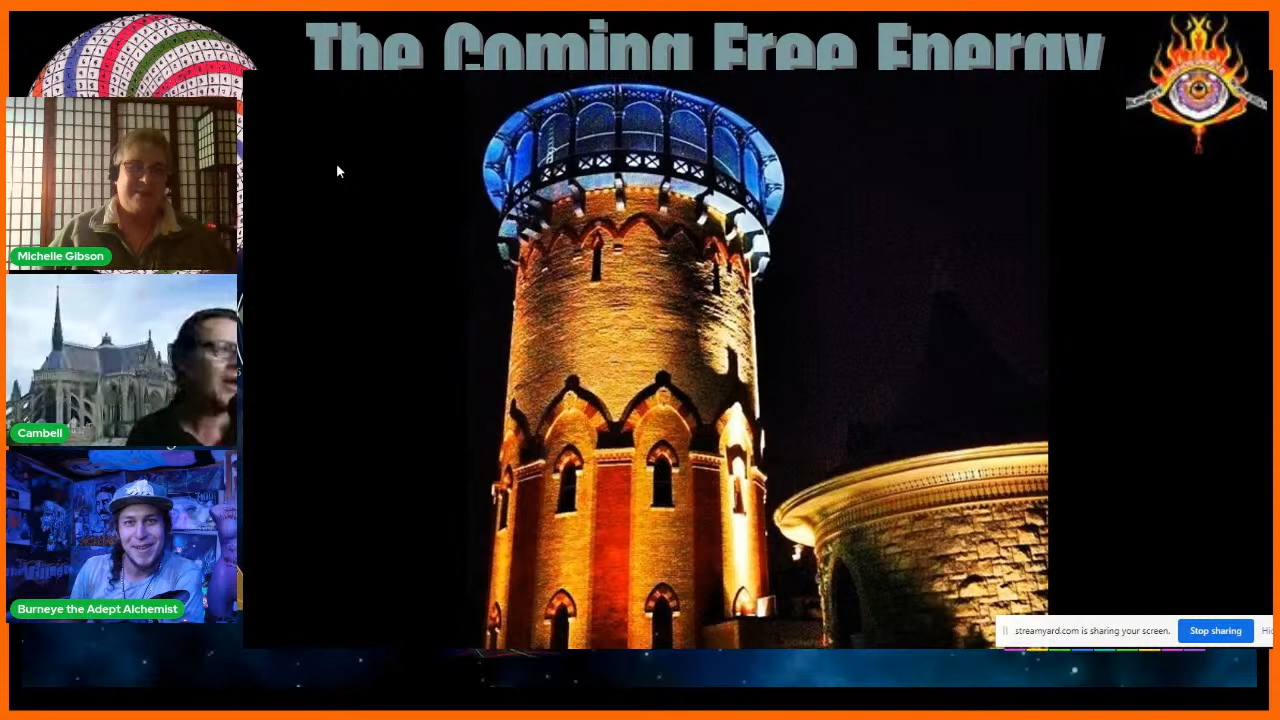 The Coming Free Energy
Michelle Gibson
Cambell
Burneye the Adept Alchemist
streamyard.com is sharing your screen.
Stop sharing
Hi